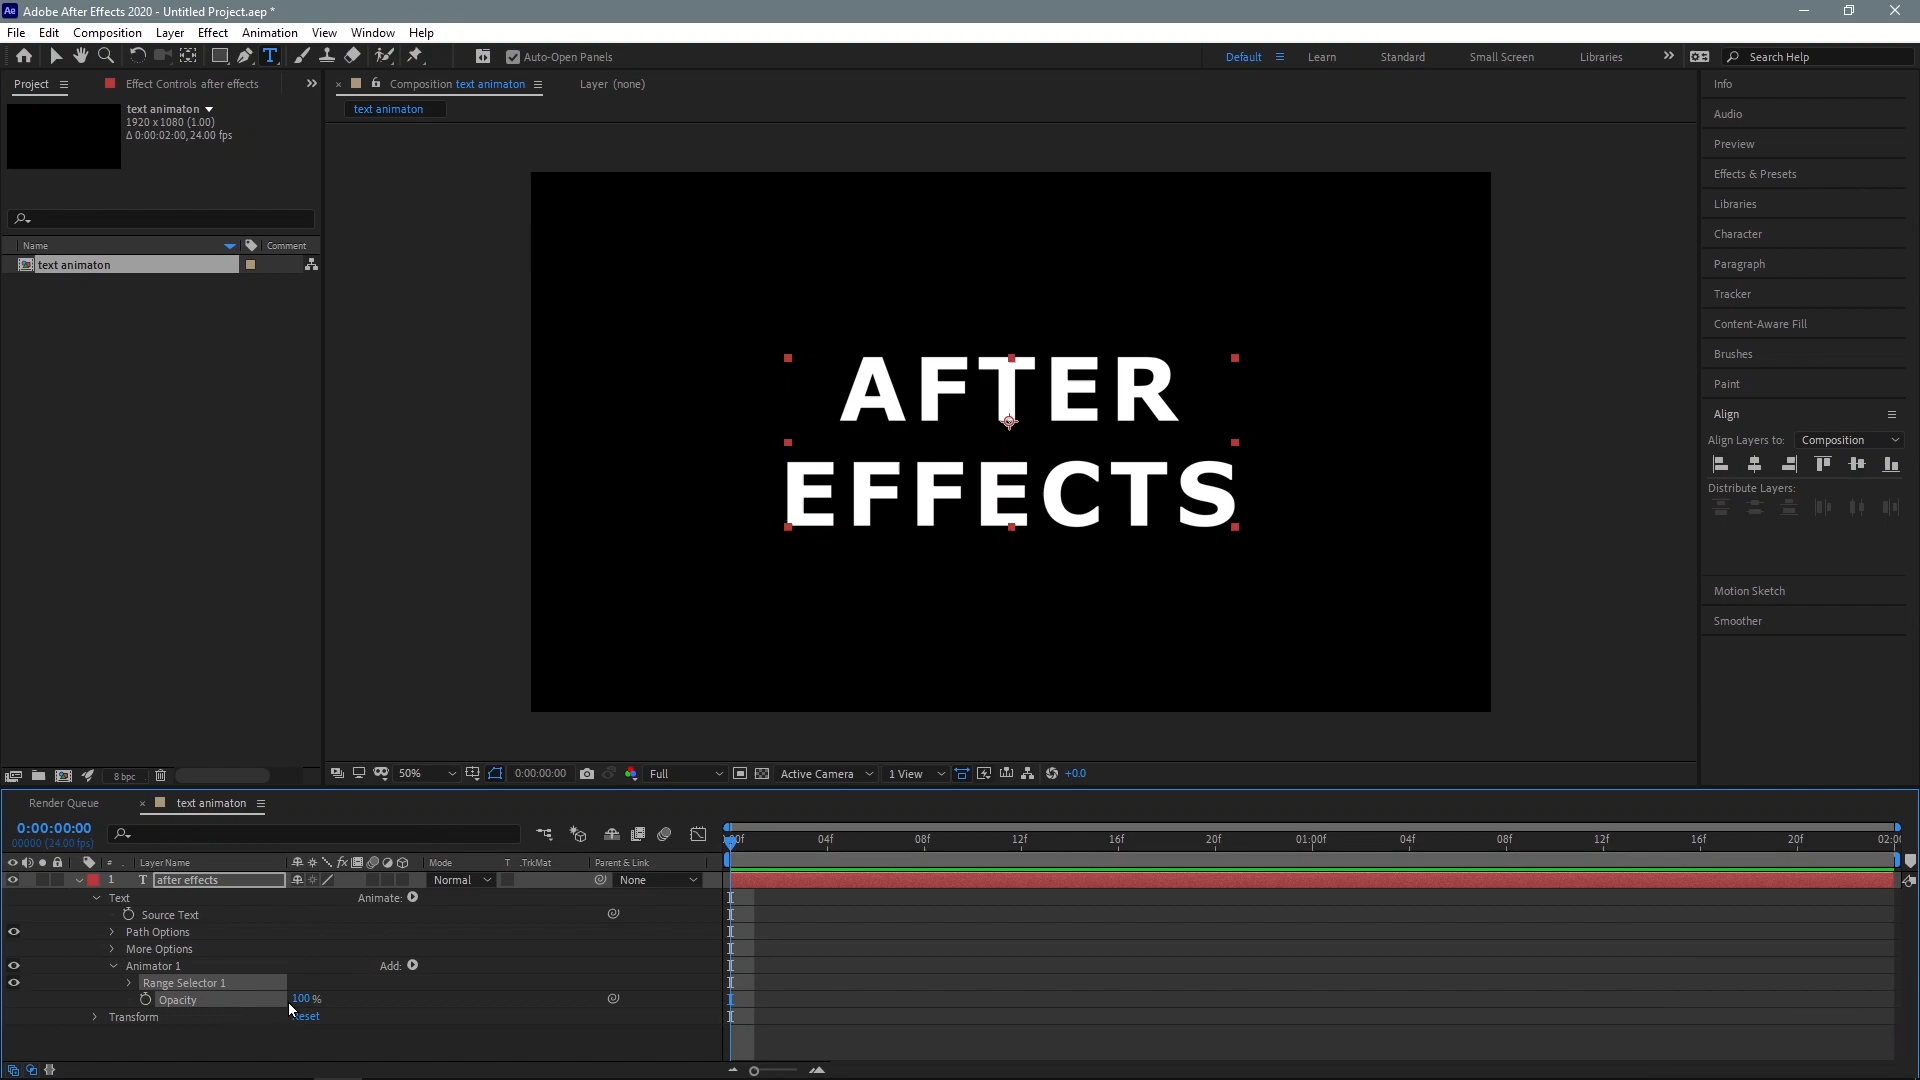 Ae Adobe After Effects 2020 - Untitled Project.aep *
File Edit Composition Layer Effect Animation View Window Help
Auto-Open Panels Default Learn Standard Small Screen Libraries Search Help
Project Effect Controls after effects Composition text animaton Layer (none) Info
text animaton
1920 x 1080 (1.00)
Δ 0:00:02:00, 24.00 fps
text animaton
Audio
Preview
Effects & Presets
Libraries
Character
Paragraph
Tracker
Content-Aware Fill
Brushes
Paint
Align
Align Layers to: Composition
Distribute Layers:
Motion Sketch
Smoother
Name Comment
text animaton
AFTER
EFFECTS
8 bpc 50% 0:00:00:00 Full Active Camera 1 View +0.0
Render Queue text animaton
0:00:00:00
00000 (24.00 fps)
04f 08f 12f 16f 20f 01:00f 04f 08f 12f 16f 20f
# Layer Name fx Mode T .TrkMat Parent & Link
1 T after effects Normal None
Text Animate:
Source Text
Path Options
More Options
Animator 1 Add:
Range Selector 1
Opacity 100 %
Transform